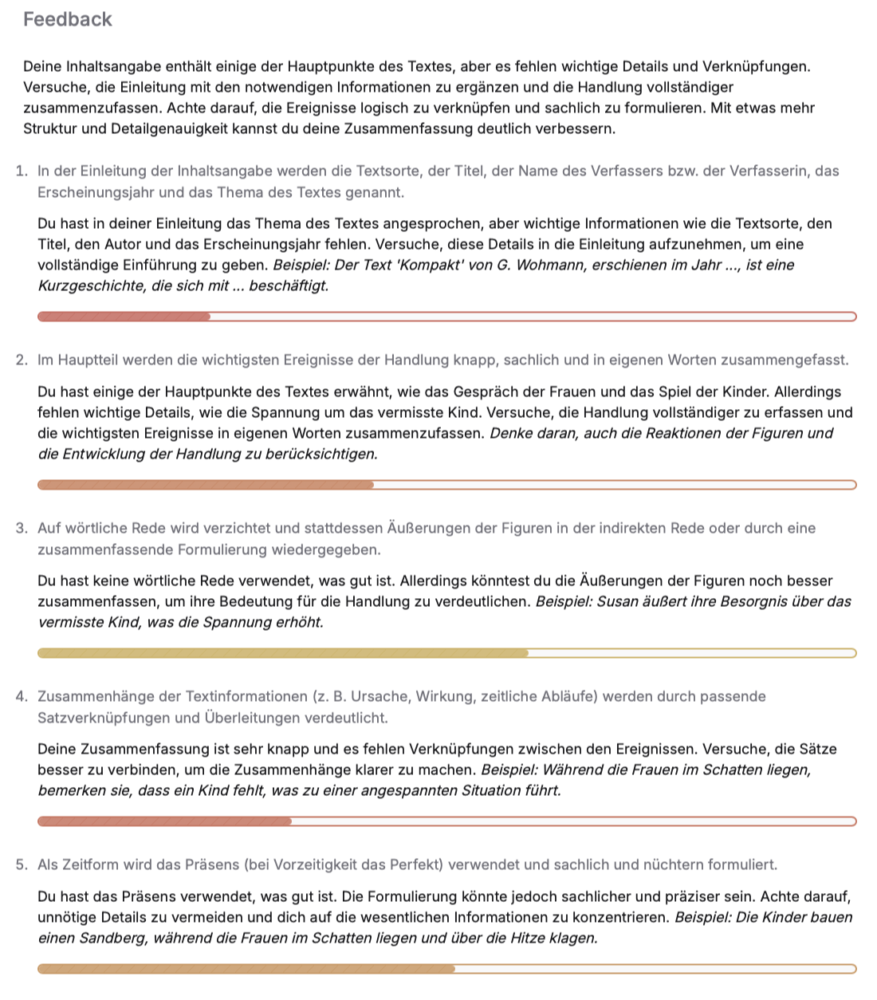 Feedback
Deine Inhaltsangabe enthält einige der Hauptpunkte des Textes, aber es fehlen wichtige Details und Verknüpfungen.
Versuche, die Einleitung mit den notwendigen Informationen zu ergänzen und die Handlung vollständiger
zusammenzufassen. Achte darauf, die Ereignisse logisch zu verknüpfen und sachlich zu formulieren. Mit etwas mehr
Struktur und Detailgenauigkeit kannst du deine Zusammenfassung deutlich verbessern.
1. In der Einleitung der Inhaltsangabe werden die Textsorte, der Titel, der Name des Verfassers bzw. der Verfasserin, das
Erscheinungsjahr und das Thema des Textes genannt.
Du hast in deiner Einleitung das Thema des Textes angesprochen, aber wichtige Informationen wie die Textsorte, den
Titel, den Autor und das Erscheinungsjahr fehlen. Versuche, diese Details in die Einleitung aufzunehmen, um eine
vollständige Einführung zu geben. Beispiel: Der Text 'Kompakt' von G. Wohmann, erschienen im Jahr ..., ist eine
Kurzgeschichte, die sich mit ... beschäftigt.
2. Im Hauptteil werden die wichtigsten Ereignisse der Handlung knapp, sachlich und in eigenen Worten zusammengefasst.
Du hast einige der Hauptpunkte des Textes erwähnt, wie das Gespräch der Frauen und das Spiel der Kinder. Allerdings
fehlen wichtige Details, wie die Spannung um das vermisste Kind. Versuche, die Handlung vollständiger zu erfassen und
die wichtigsten Ereignisse in eigenen Worten zusammenzufassen. Denke daran, auch die Reaktionen der Figuren und
die Entwicklung der Handlung zu berücksichtigen.
3. Auf wörtliche Rede wird verzichtet und stattdessen Äußerungen der Figuren in der indirekten Rede oder durch eine
zusammenfassende Formulierung wiedergegeben.
Du hast keine wörtliche Rede verwendet, was gut ist. Allerdings könntest du die Äußerungen der Figuren noch besser
zusammenfassen, um ihre Bedeutung für die Handlung zu verdeutlichen. Beispiel: Susan äußert ihre Besorgnis über das
vermisste Kind, was die Spannung erhöht.
4. Zusammenhänge der Textinformationen (z. B. Ursache, Wirkung, zeitliche Abläufe) werden durch passende
Satzverknüpfungen und Überleitungen verdeutlicht.
Deine Zusammenfassung ist sehr knapp und es fehlen Verknüpfungen zwischen den Ereignissen. Versuche, die Sätze
besser zu verbinden, um die Zusammenhänge klarer zu machen. Beispiel: Während die Frauen im Schatten liegen,
bemerken sie, dass ein Kind fehlt, was zu einer angespannten Situation führt.
5. Als Zeitform wird das Präsens (bei Vorzeitigkeit das Perfekt) verwendet und sachlich und nüchtern formuliert.
Du hast das Präsens verwendet, was gut ist. Die Formulierung könnte jedoch sachlicher und präziser sein. Achte darauf,
unnötige Details zu vermeiden und dich auf die wesentlichen Informationen zu konzentrieren. Beispiel: Die Kinder bauen
einen Sandberg, während die Frauen im Schatten liegen und über die Hitze klagen.